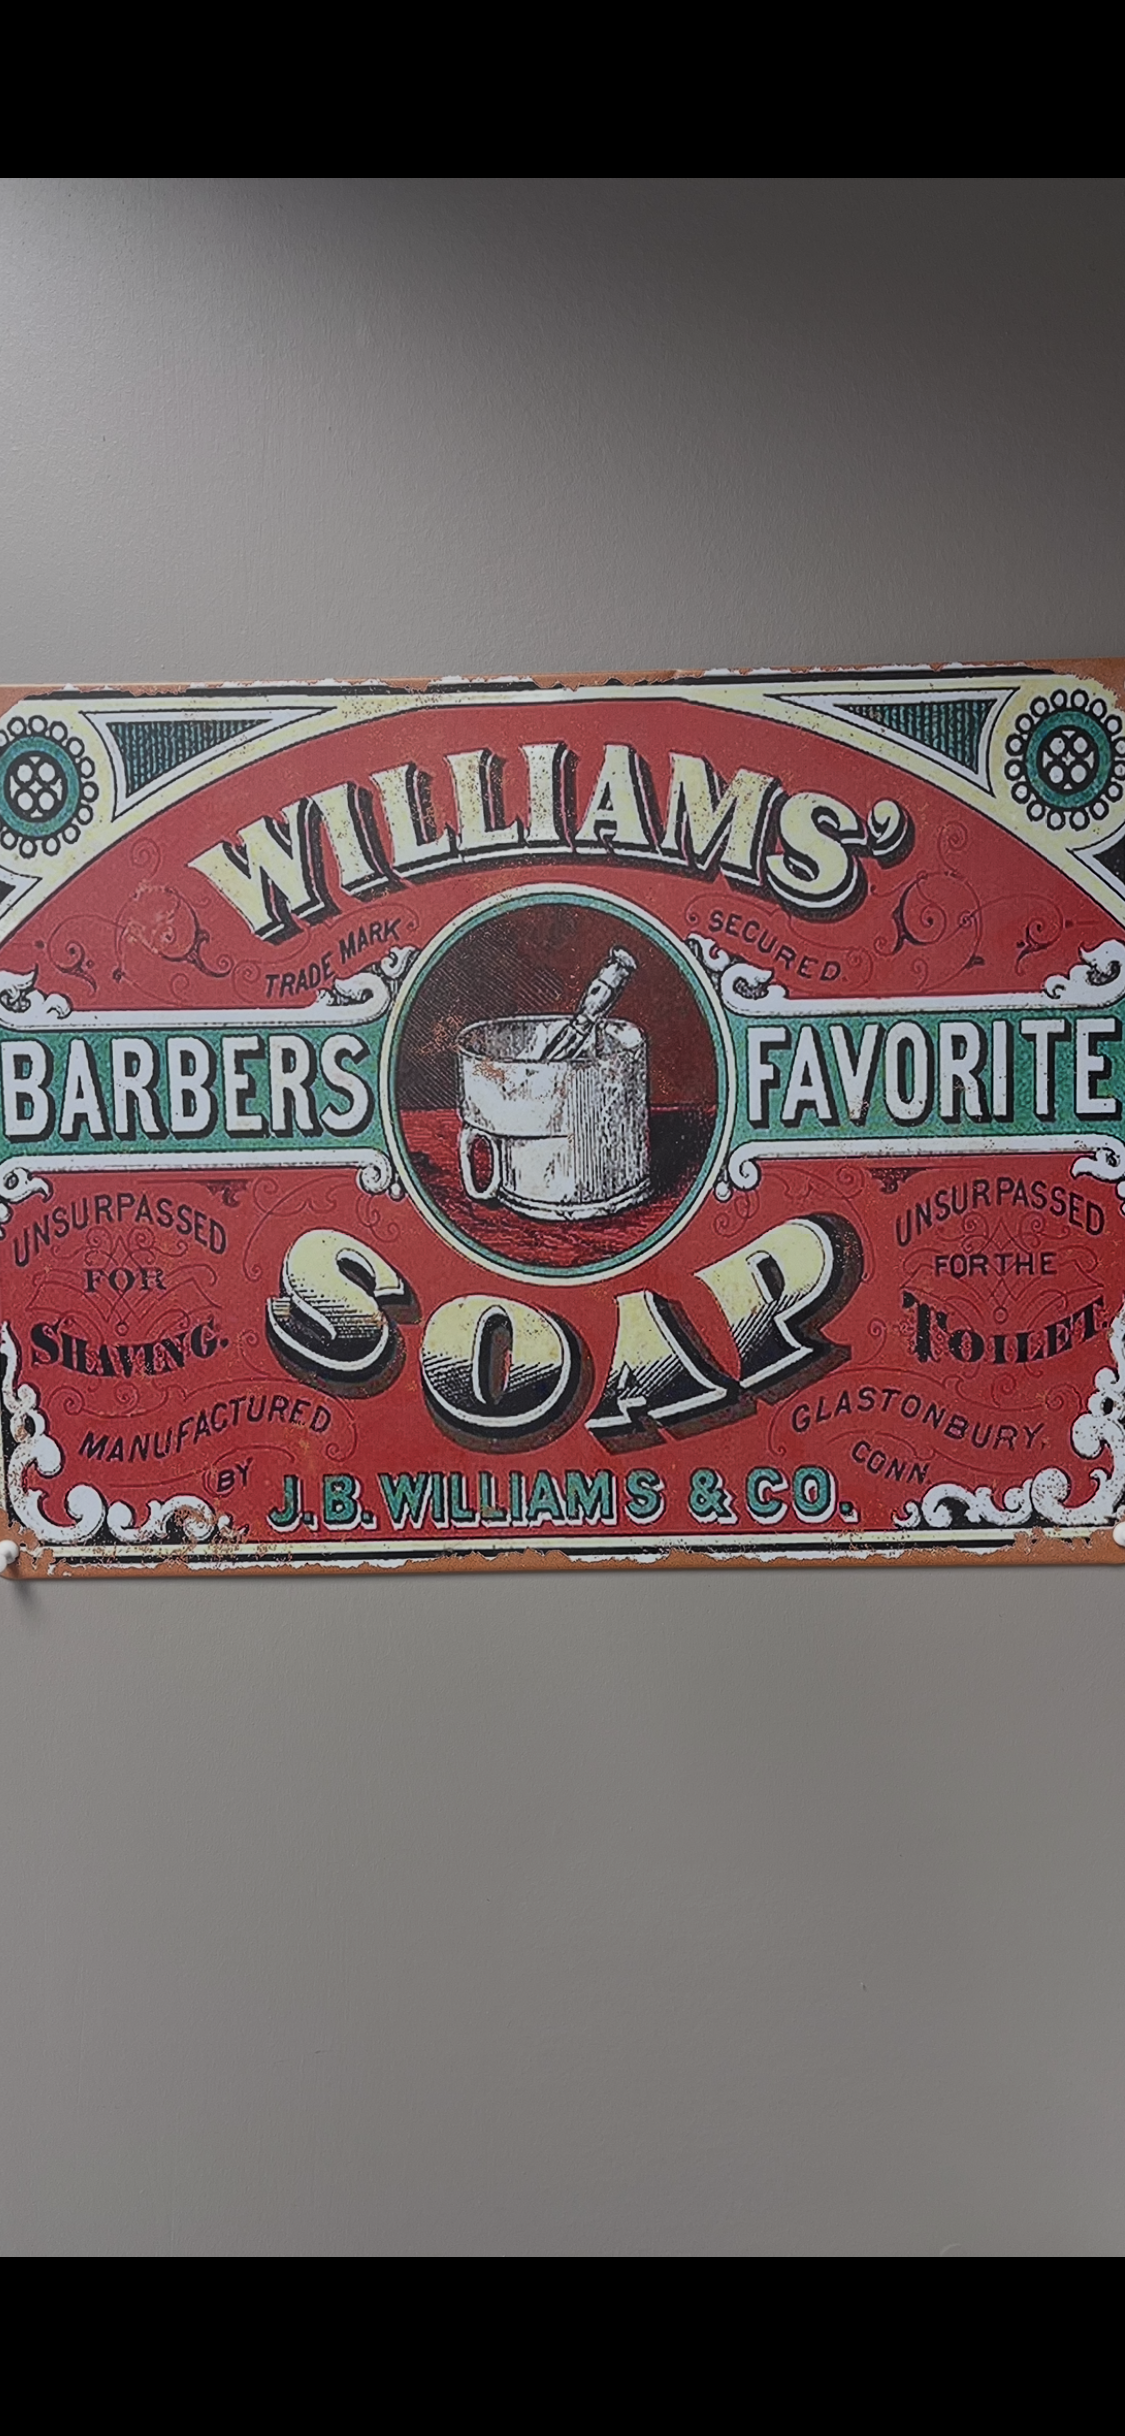 WILLIAMS'
TRADE MARK SECURED.
BARBERS FAVORITE
UNSURPASSED
FOR
SHAVING.
UNSURPASSED
FOR THE
TOILET.
SOAP
MANUFACTURED
BY J.B. WILLIAMS & CO.
GLASTONBURY,
CONN.